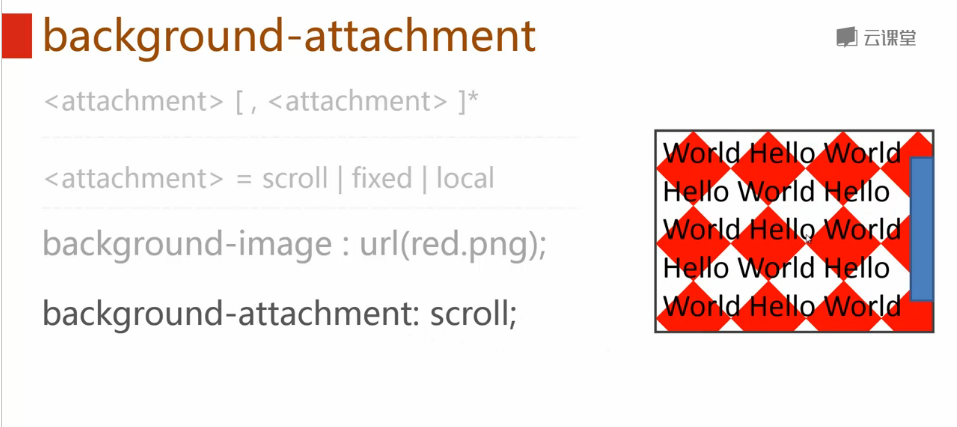 background-attachment
云课堂
<attachment> [ , <attachment> ]*
<attachment> = scroll | fixed | local
background-image : url(red.png);
background-attachment: scroll;
World Hello World
Hello World Hello
World Hello World
Hello World Hello
World Hello World